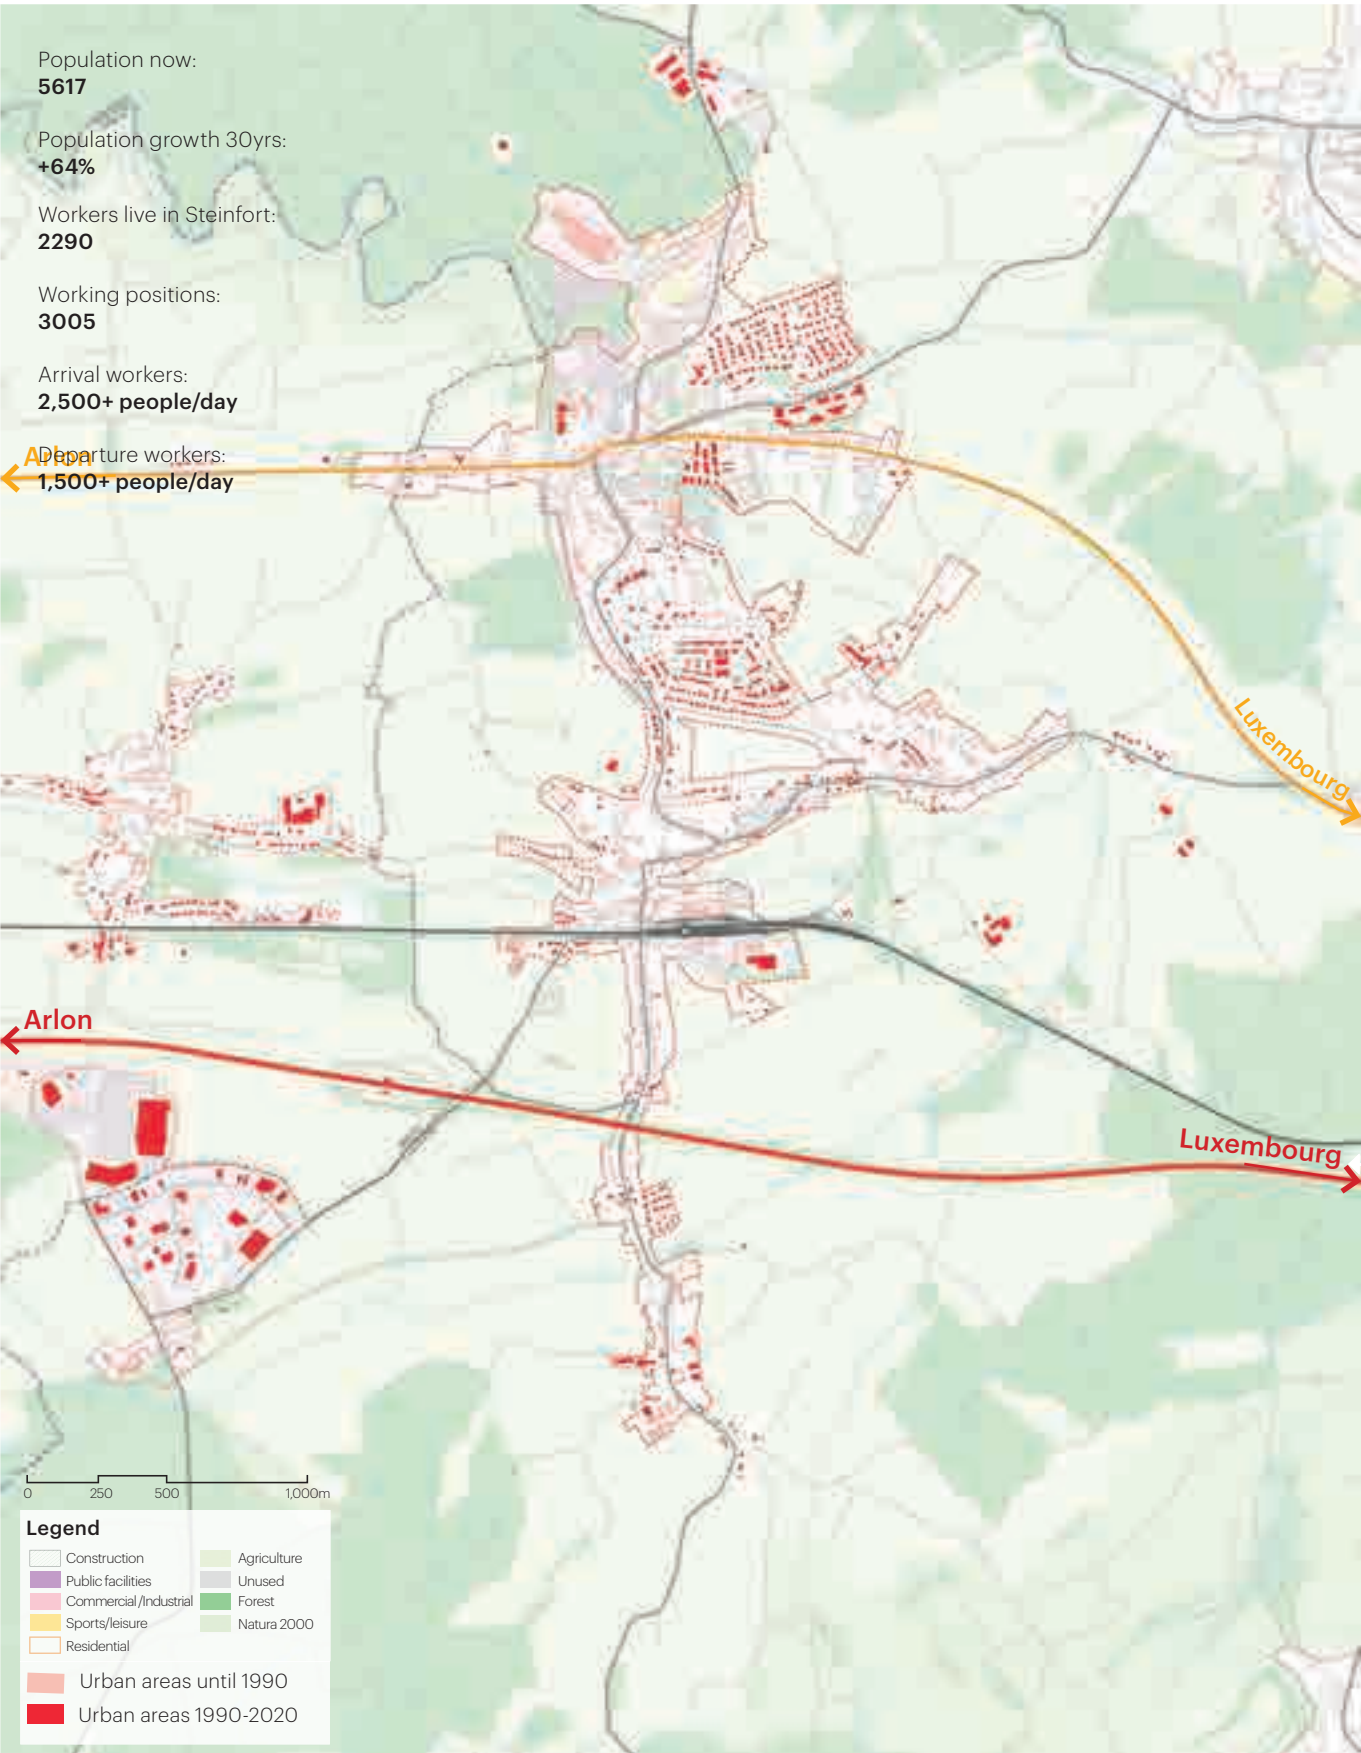 Population now:
5617
Population growth 30yrs:
+64%
Workers live in Steinfort:
2290
Working positions:
3005
Arrival workers:
2,500+ people/day
Departure workers:
1,500+ people/day
Arlon
Luxembourg
Arlon
Luxembourg
0 250 500 1,000m
Legend
Construction
Public facilities
Commercial/Industrial
Sports/leisure
Residential
Agriculture
Unused
Forest
Natura 2000
Urban areas until 1990
Urban areas 1990-2020